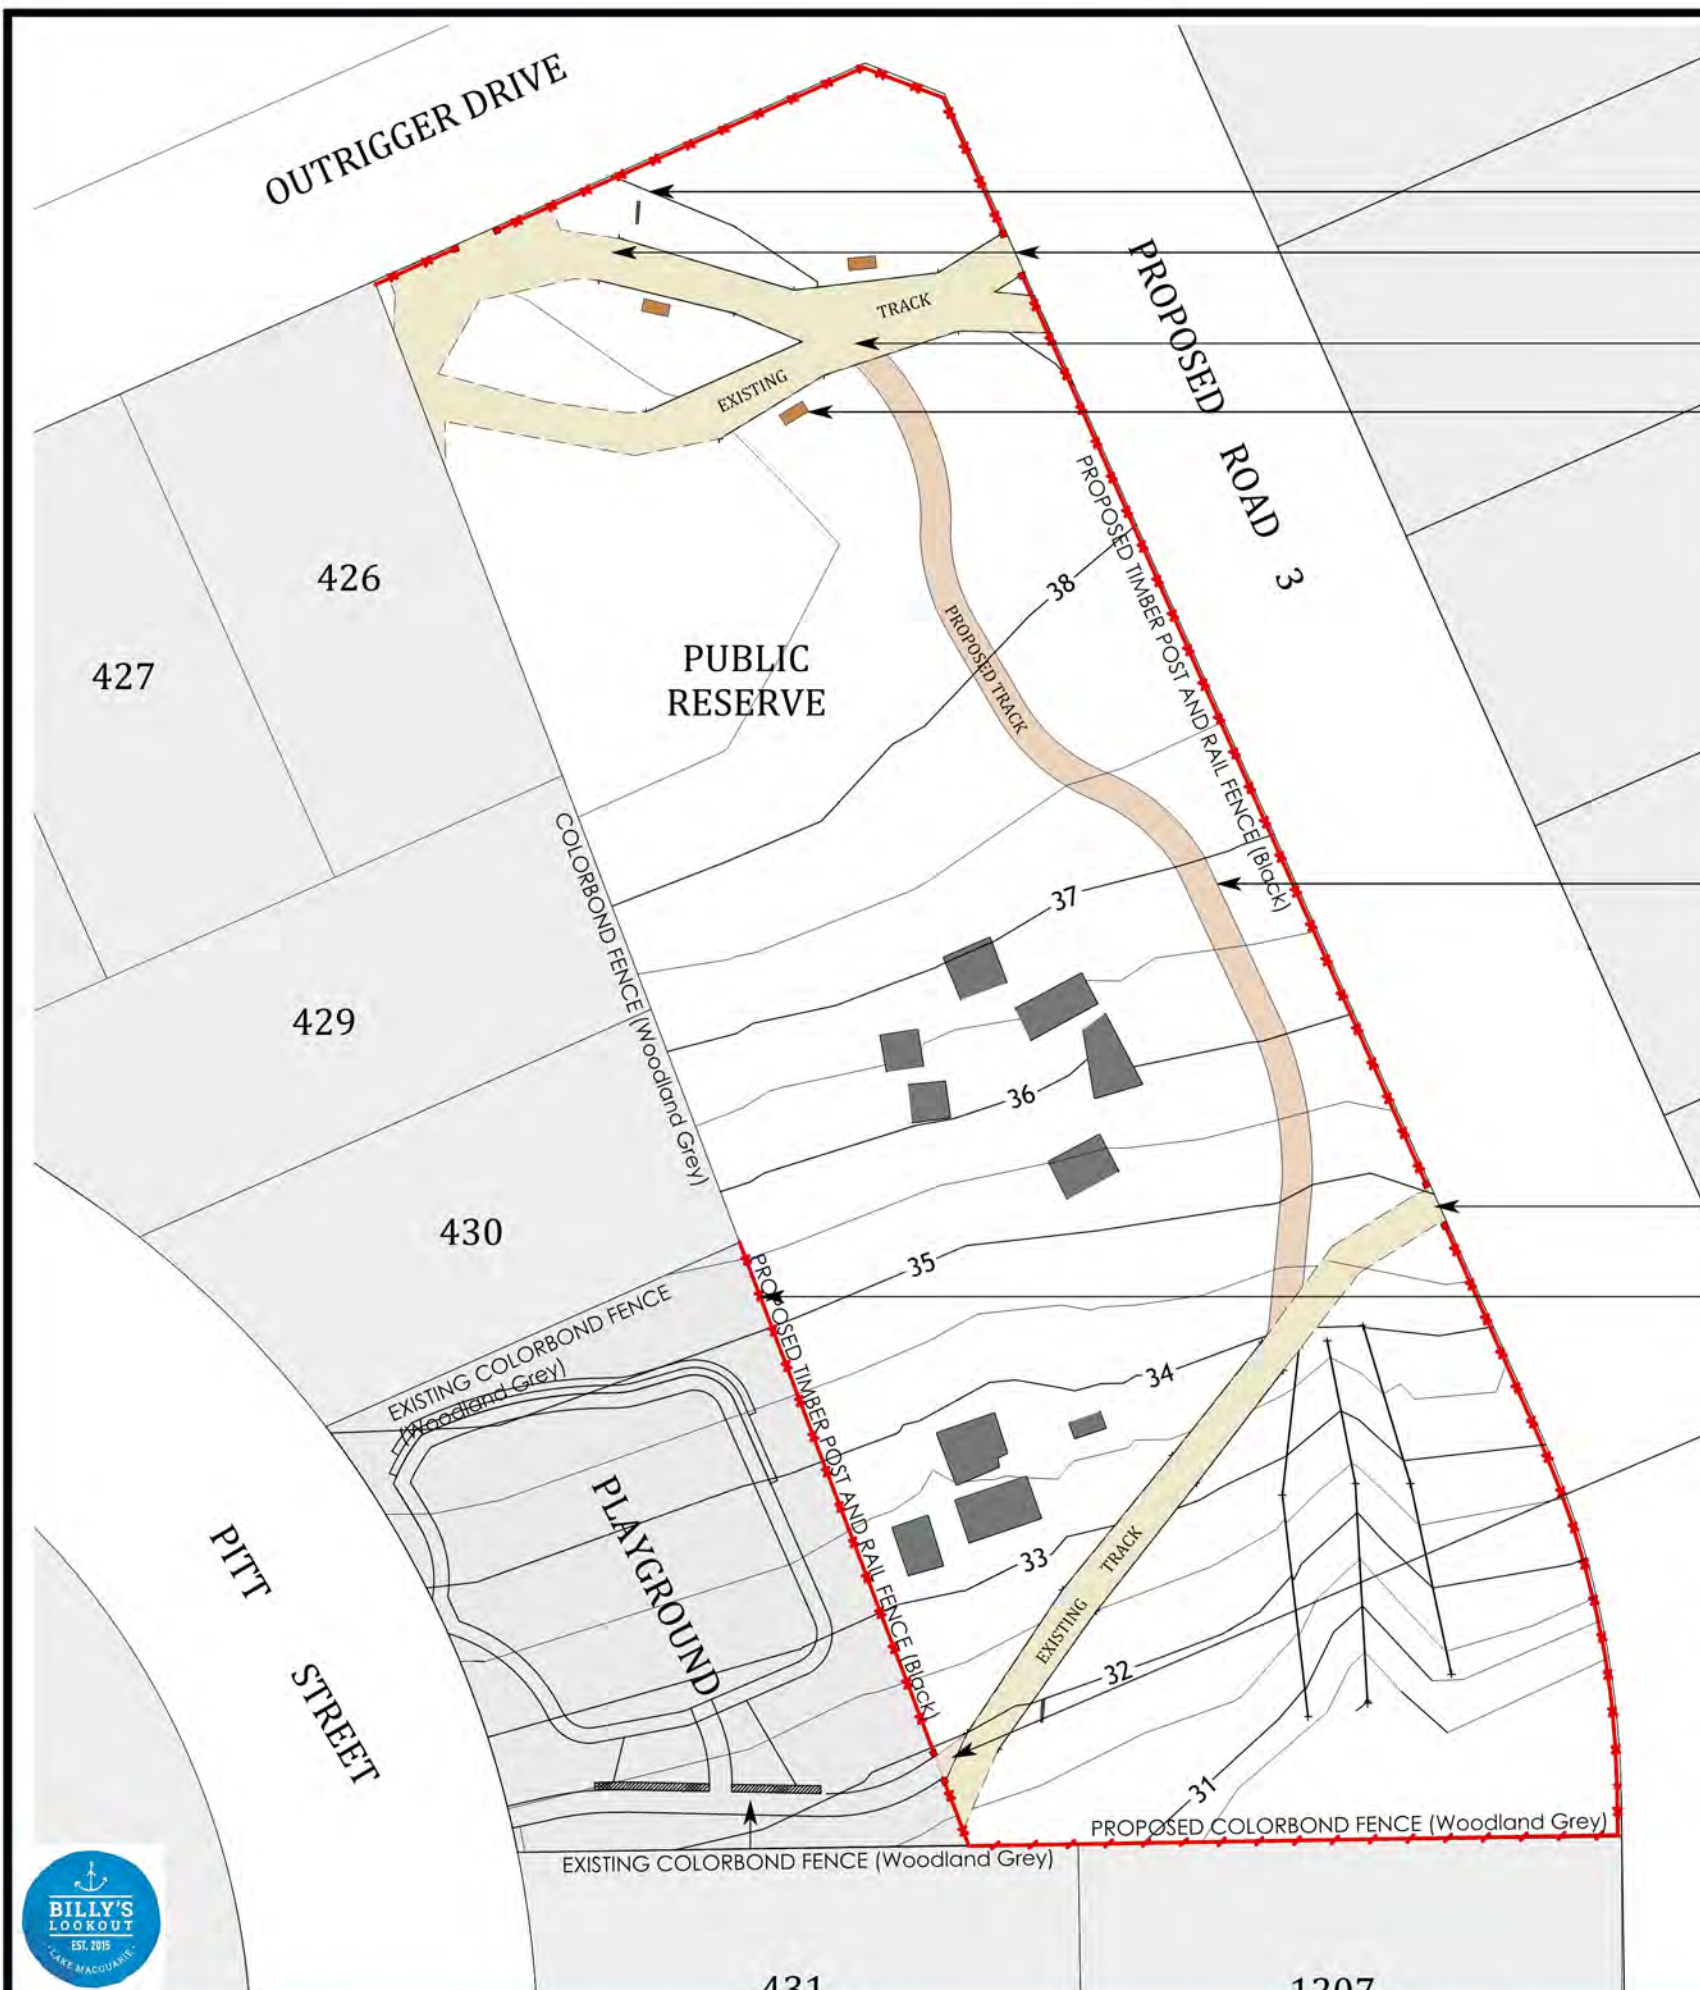 OUTRIGGER DRIVE
PROPOSED ROAD 3
TRACK
EXISTING
PROPOSED TIMBER POST AND RAIL FENCE (Black)
38
426
PROPOSED TRACK
PUBLIC
RESERVE
427
COLORBOND FENCE (Woodland Grey)
37
429
36
430
35
PROPOSED TIMBER POST AND RAIL FENCE (Black)
EXISTING COLORBOND FENCE
(Woodland Grey)
34
PLAYGROUND
PITT STREET
33
EXISTING TRACK
32
31
PROPOSED COLORBOND FENCE (Woodland Grey)
EXISTING COLORBOND FENCE (Woodland Grey)
BILLY'S
LOOKOUT
EST. 2015
LAKE MACQUARIE
431
1207